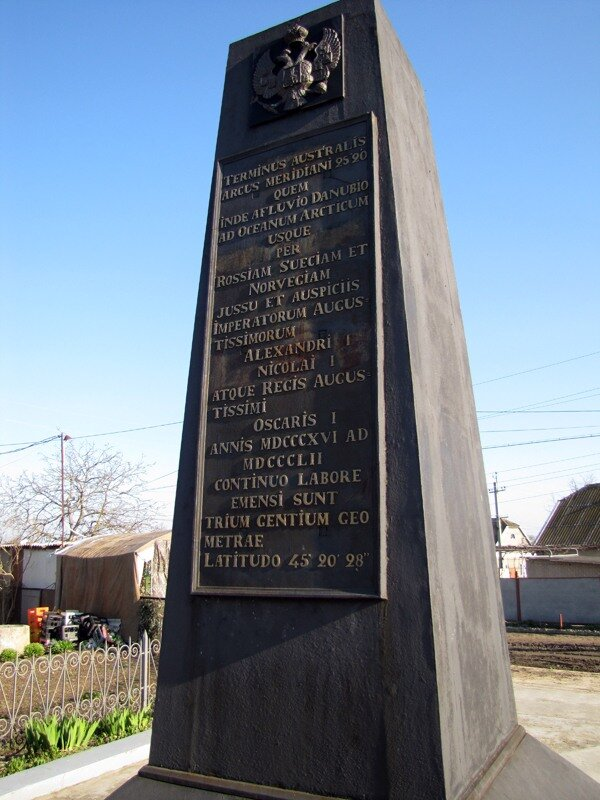 TERMINUS AUSTRALIS
ARCUS MERIDIANI 25°20'
QUEM
INDE AFLUVIO DANUBIO
AD OCEANUM ARCTICUM
USQUE
PER
ROSSIAM SUECIAM ET
NORVEGIAM
JUSSU ET AUSPICIIS
IMPERATORUM AUGUS-
TISSIMORUM
ALEXANDRI I
NICOLAI I
ATQUE REGIS AUGUS-
TISSIMI
OSCARIS I
ANNIS MDCCCXVI AD
MDCCCLII
CONTINUO LABORE
EMENSI SUNT
TRIUM GENTIUM GEO
METRAE
LATITUDO 45° 20' 28"